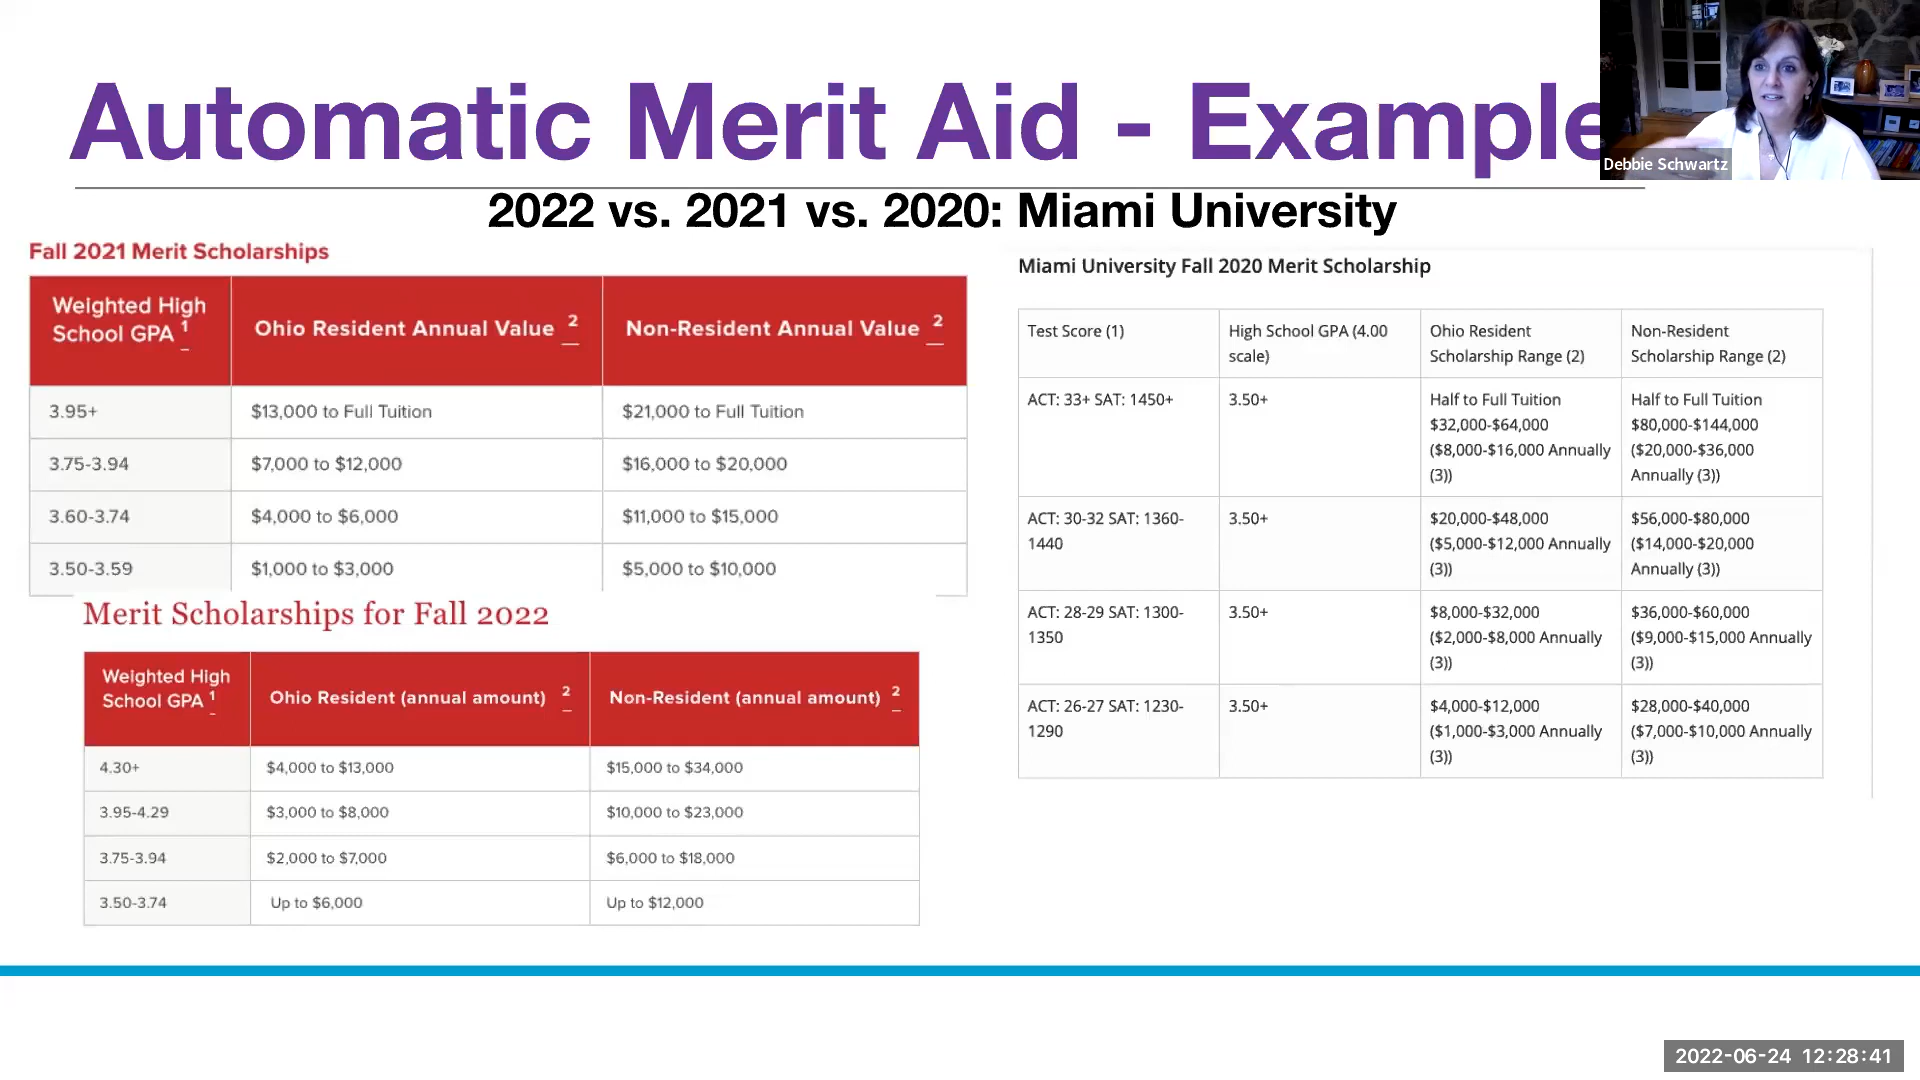 Automatic Merit Aid - Example
Debbie Schwartz
2022 vs. 2021 vs. 2020: Miami University
Fall 2021 Merit Scholarships
Weighted High School GPA 1 | Ohio Resident Annual Value 2 | Non-Resident Annual Value 2
3.95+ | $13,000 to Full Tuition | $21,000 to Full Tuition
3.75-3.94 | $7,000 to $12,000 | $16,000 to $20,000
3.60-3.74 | $4,000 to $6,000 | $11,000 to $15,000
3.50-3.59 | $1,000 to $3,000 | $5,000 to $10,000
Merit Scholarships for Fall 2022
Weighted High School GPA 1 | Ohio Resident (annual amount) 2 | Non-Resident (annual amount) 2
4.30+ | $4,000 to $13,000 | $15,000 to $34,000
3.95-4.29 | $3,000 to $8,000 | $10,000 to $23,000
3.75-3.94 | $2,000 to $7,000 | $6,000 to $18,000
3.50-3.74 | Up to $6,000 | Up to $12,000
Miami University Fall 2020 Merit Scholarship
Test Score (1) | High School GPA (4.00 scale) | Ohio Resident Scholarship Range (2) | Non-Resident Scholarship Range (2)
ACT: 33+ SAT: 1450+ | 3.50+ | Half to Full Tuition $32,000-$64,000 ($8,000-$16,000 Annually (3)) | Half to Full Tuition $80,000-$144,000 ($20,000-$36,000 Annually (3))
ACT: 30-32 SAT: 1360-1440 | 3.50+ | $20,000-$48,000 ($5,000-$12,000 Annually (3)) | $56,000-$80,000 ($14,000-$20,000 Annually (3))
ACT: 28-29 SAT: 1300-1350 | 3.50+ | $8,000-$32,000 ($2,000-$8,000 Annually (3)) | $36,000-$60,000 ($9,000-$15,000 Annually (3))
ACT: 26-27 SAT: 1230-1290 | 3.50+ | $4,000-$12,000 ($1,000-$3,000 Annually (3)) | $28,000-$40,000 ($7,000-$10,000 Annually (3))
2022-06-24 12:28:41